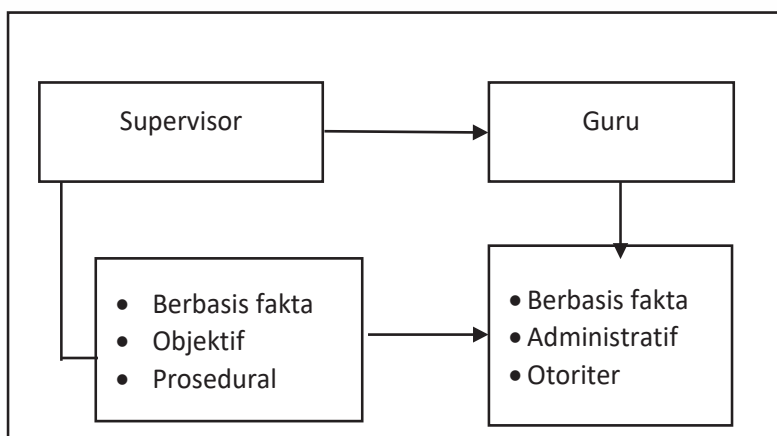 Supervisor
Guru
• Berbasis fakta
• Objektif
• Prosedural
• Berbasis fakta
• Administratif
• Otoriter